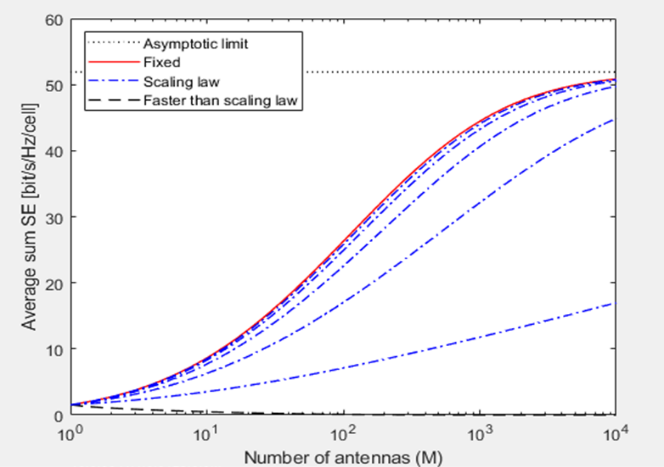 60
50
40
30
20
10
0
Average sum SE [bit/s/Hz/cell]
Asymptotic limit
Fixed
Scaling law
Faster than scaling law
10^0 10^1 10^2 10^3 10^4
Number of antennas (M)